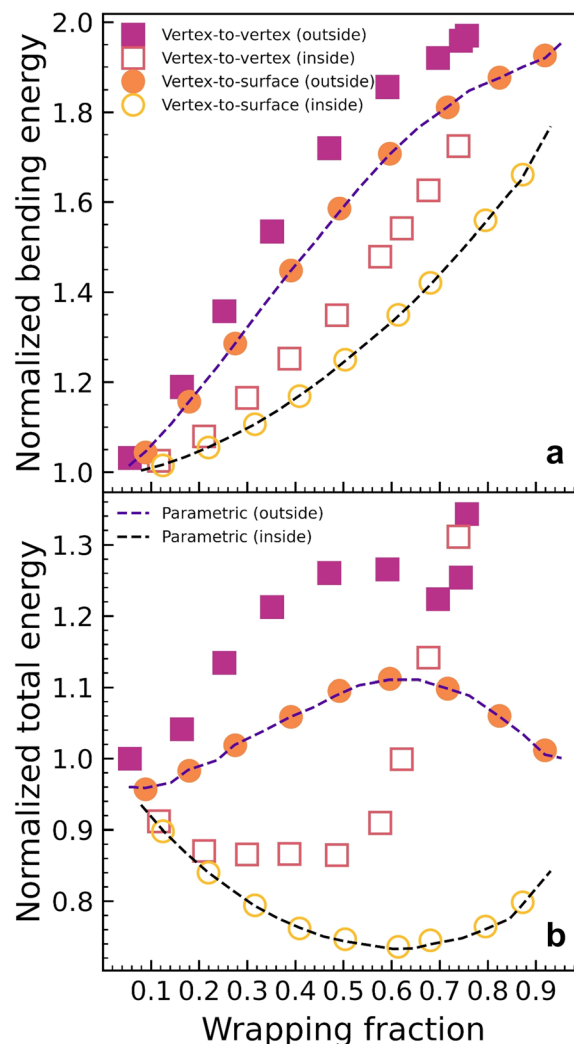 2.0
Vertex-to-vertex (outside)
Vertex-to-vertex (inside)
Vertex-to-surface (outside)
Vertex-to-surface (inside)
1.8
1.6
1.4
1.2
1.0
Normalized bending energy
a
Parametric (outside)
Parametric (inside)
1.3
1.2
1.1
1.0
0.9
0.8
Normalized total energy
b
0.1 0.2 0.3 0.4 0.5 0.6 0.7 0.8 0.9
Wrapping fraction